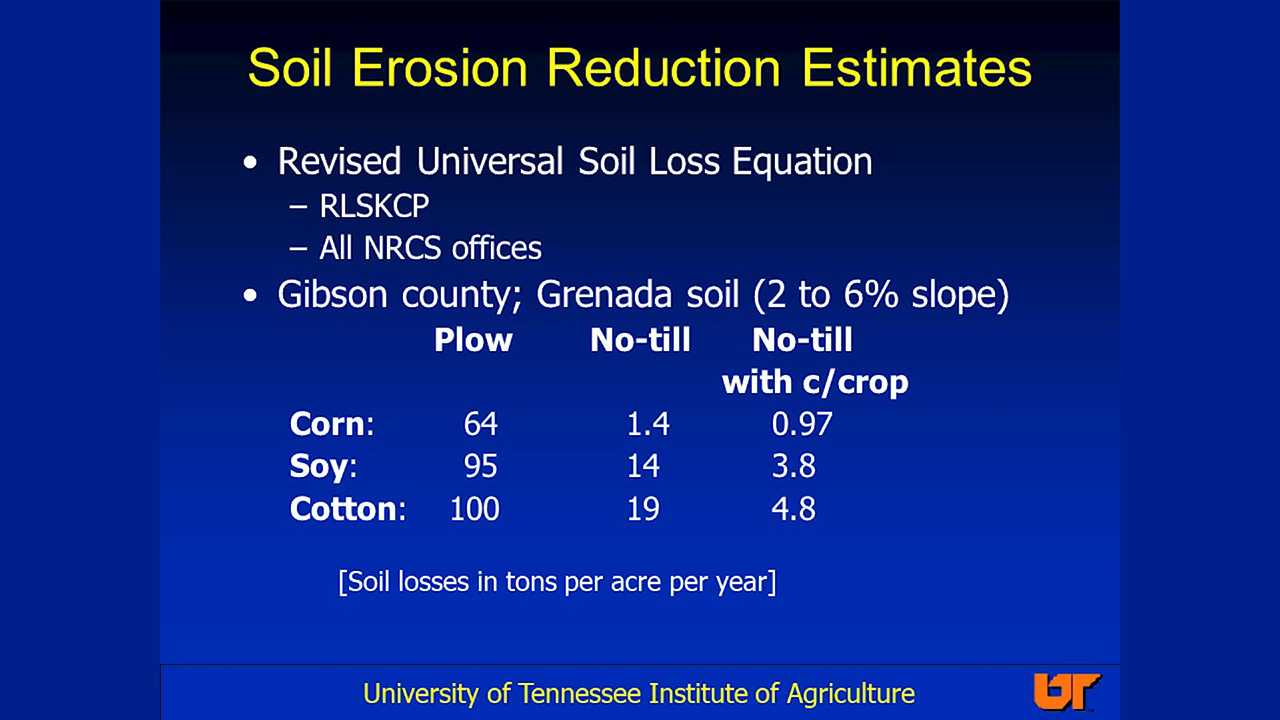 Soil Erosion Reduction Estimates
• Revised Universal Soil Loss Equation
– RLSKCP
– All NRCS offices
• Gibson county; Grenada soil (2 to 6% slope)
Plow No-till No-till
with c/crop
Corn: 64 1.4 0.97
Soy: 95 14 3.8
Cotton: 100 19 4.8
[Soil losses in tons per acre per year]
University of Tennessee Institute of Agriculture UT